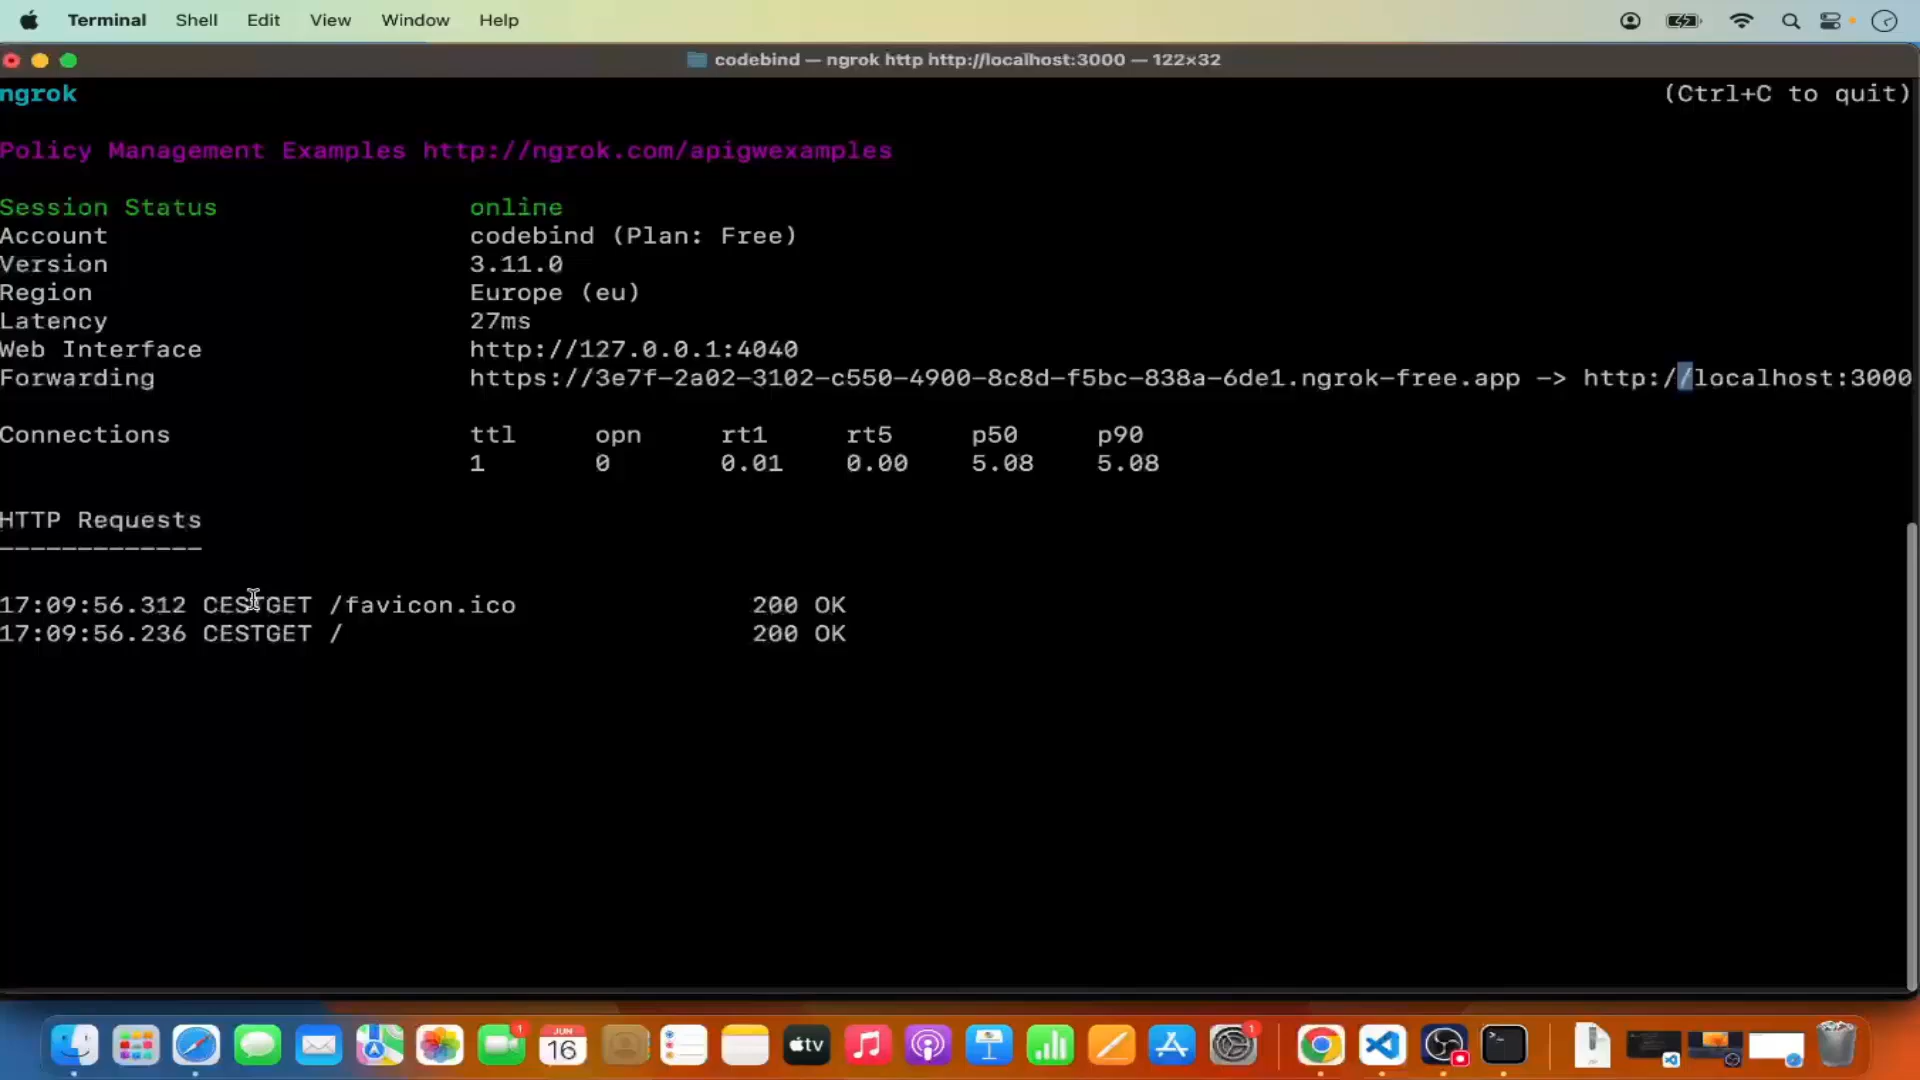 Terminal Shell Edit View Window Help
codebind — ngrok http http://localhost:3000 — 122×32
ngrok (Ctrl+C to quit)
Policy Management Examples http://ngrok.com/apigwexamples
Session Status online
Account codebind (Plan: Free)
Version 3.11.0
Region Europe (eu)
Latency 27ms
Web Interface http://127.0.0.1:4040
Forwarding https://3e7f-2a02-3102-c550-4900-8c8d-f5bc-838a-6de1.ngrok-free.app -> http://localhost:3000
Connections ttl opn rt1 rt5 p50 p90
1 0 0.01 0.00 5.08 5.08
HTTP Requests
-------------
17:09:56.312 CESTGET /favicon.ico 200 OK
17:09:56.236 CESTGET / 200 OK
1
JUN
16
tv
1